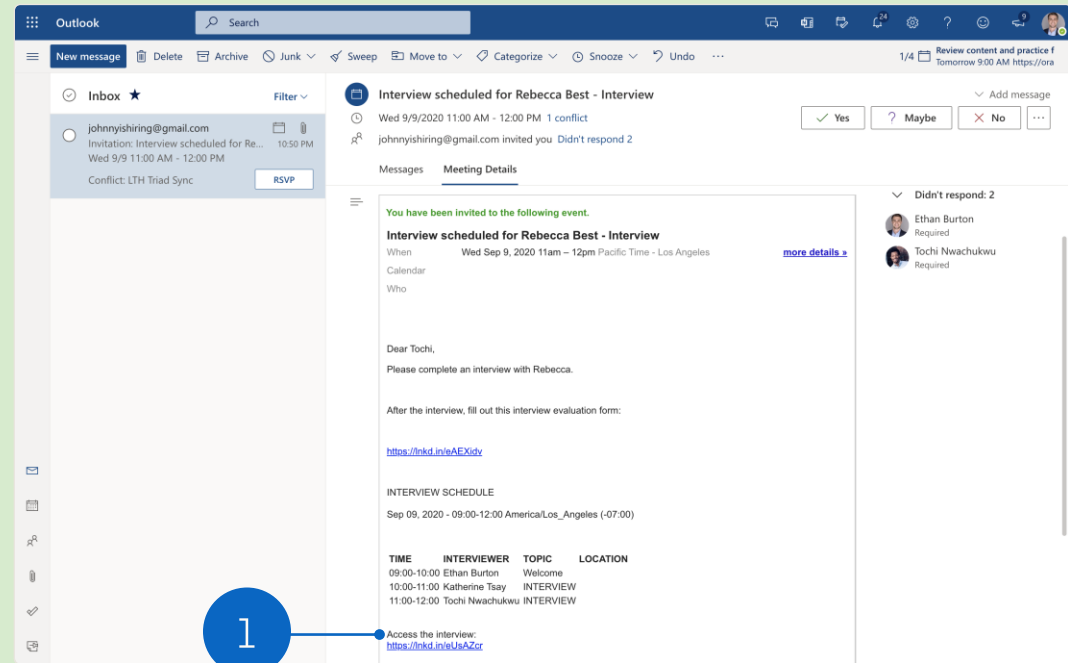 Outlook
Search
24
9
New message Delete Archive Junk Sweep Move to Categorize Snooze Undo ...
1/4 Review content and practice f
Tomorrow 9:00 AM https://ora
Inbox ★ Filter
johnnyishiring@gmail.com
Invitation: Interview scheduled for Re... 10:50 PM
Wed 9/9 11:00 AM - 12:00 PM
Conflict: LTH Triad Sync RSVP
Interview scheduled for Rebecca Best - Interview
Add message
Wed 9/9/2020 11:00 AM - 12:00 PM 1 conflict
Yes ? Maybe No ...
johnnyishiring@gmail.com invited you Didn't respond 2
Messages Meeting Details
You have been invited to the following event.
Interview scheduled for Rebecca Best - Interview
When Wed Sep 9, 2020 11am – 12pm Pacific Time - Los Angeles more details »
Calendar
Who
Dear Tochi,
Please complete an interview with Rebecca.
After the interview, fill out this interview evaluation form:
https://lnkd.in/eAEXidv
INTERVIEW SCHEDULE
Sep 09, 2020 - 09:00-12:00 America/Los_Angeles (-07:00)
TIME INTERVIEWER TOPIC LOCATION
09:00-10:00 Ethan Burton Welcome
10:00-11:00 Katherine Tsay INTERVIEW
11:00-12:00 Tochi Nwachukwu INTERVIEW
Access the interview:
https://lnkd.in/eUsAZcr
1
Didn't respond: 2
Ethan Burton
Required
Tochi Nwachukwu
Required